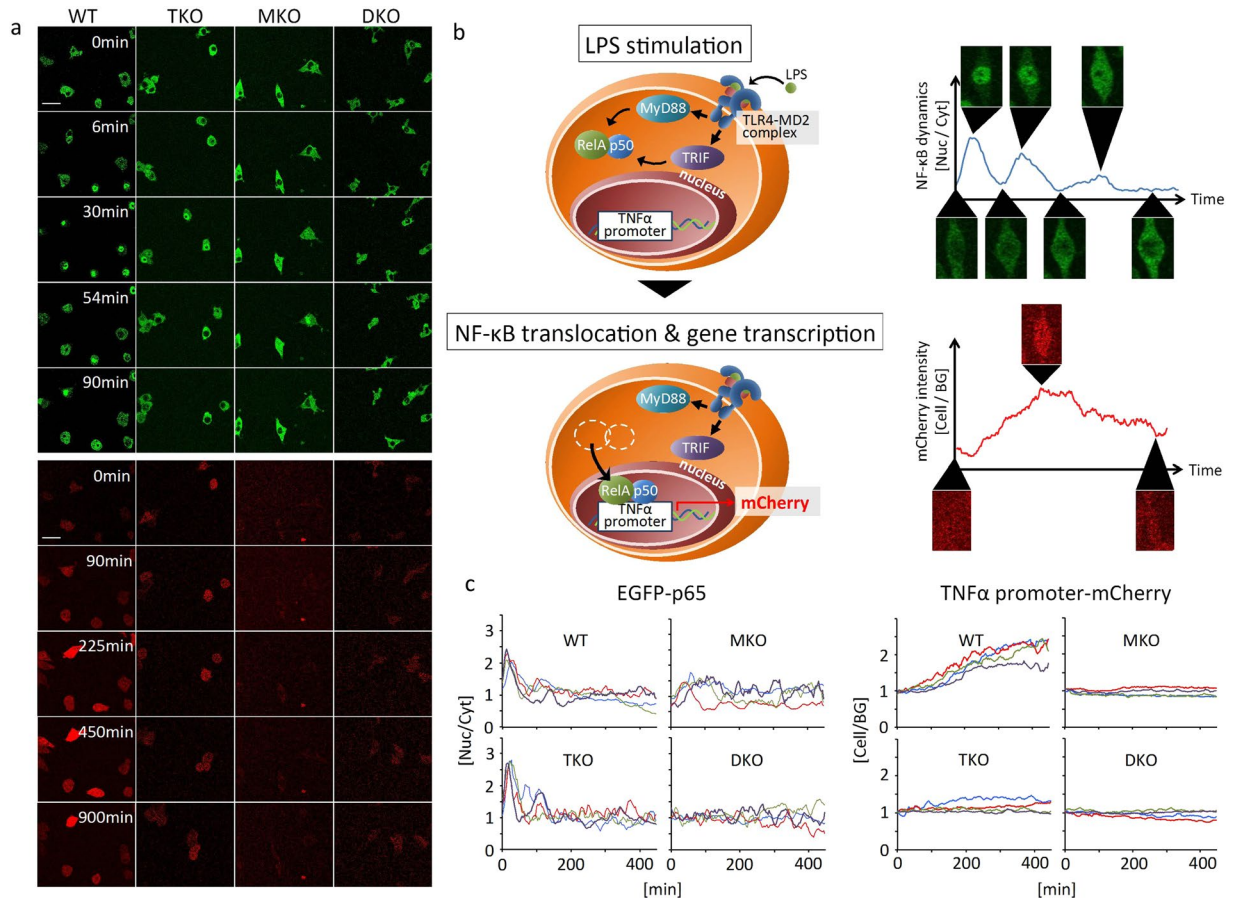 a
WT TKO MKO DKO
0min
6min
30min
54min
90min
0min
90min
225min
450min
900min
b
LPS stimulation
LPS
MyD88
TLR4-MD2
complex
RelA p50
TRIF
nucleus
TNFα
promoter
NF-κB translocation & gene transcription
MyD88
TRIF
nucleus
RelA p50
TNFα
promoter
mCherry
NF-κB dynamics
[Nuc / Cyt]
Time
mCherry intensity
[Cell / BG]
Time
c
EGFP-p65
TNFα promoter-mCherry
[Nuc/Cyt]
3
2
1
0
WT
MKO
3
2
1
0
TKO
DKO
0 200 400
0 200 400
[min]
[Cell/BG]
2
1
0
WT
MKO
2
1
0
TKO
DKO
0 200 400
0 200 400
[min]